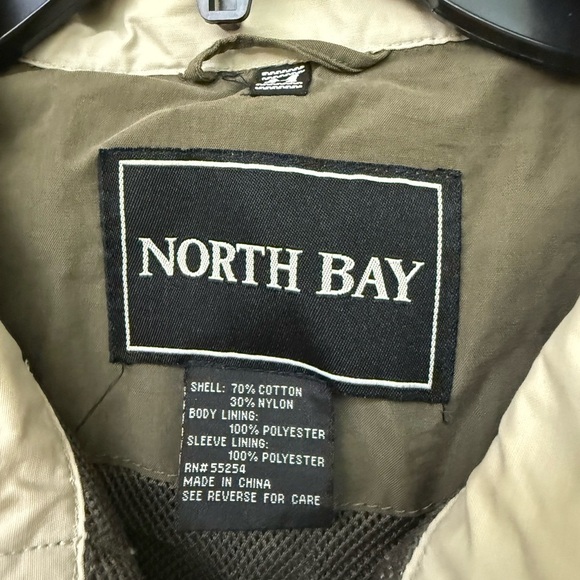 NORTH BAY
SHELL: 70% COTTON
30% NYLON
BODY LINING:
100% POLYESTER
SLEEVE LINING:
100% POLYESTER
RN# 55254
MADE IN CHINA
SEE REVERSE FOR CARE